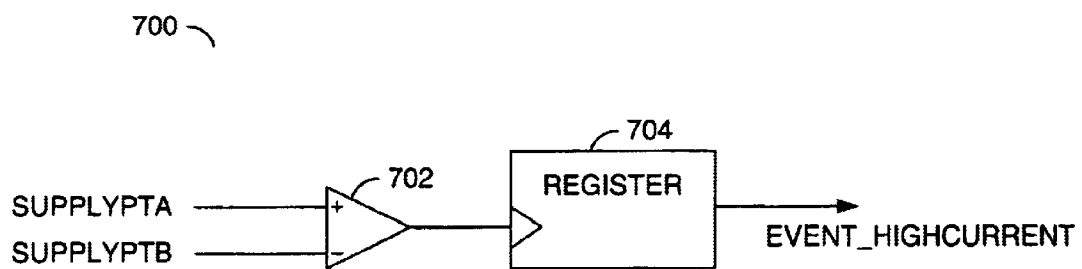 700
704
702
REGISTER
SUPPLYPTA
+
SUPPLYPTB
−
EVENT_HIGHCURRENT